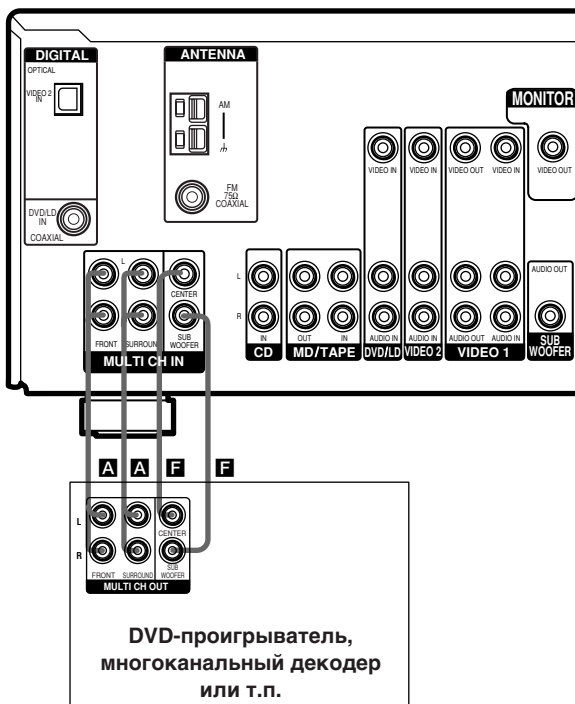 DIGITAL
OPTICAL
VIDEO 2
IN
DVD/LD
IN
COAXIAL
ANTENNA
AM
FM
75Ω
COAXIAL
MONITOR
VIDEO IN
VIDEO IN
VIDEO OUT
VIDEO IN
VIDEO OUT
L
CENTER
FRONT
SURROUND
SUB
WOOFER
MULTI CH IN
L
R
IN
CD
OUT
IN
MD/TAPE
AUDIO IN
DVD/LD
AUDIO IN
VIDEO 2
AUDIO OUT
AUDIO IN
VIDEO 1
AUDIO OUT
SUB
WOOFER
A
A
F
F
L
R
CENTER
FRONT
SURROUND
SUB
WOOFER
MULTI CH OUT
DVD-проигрыватель,
многоканальный декодер
или т.п.